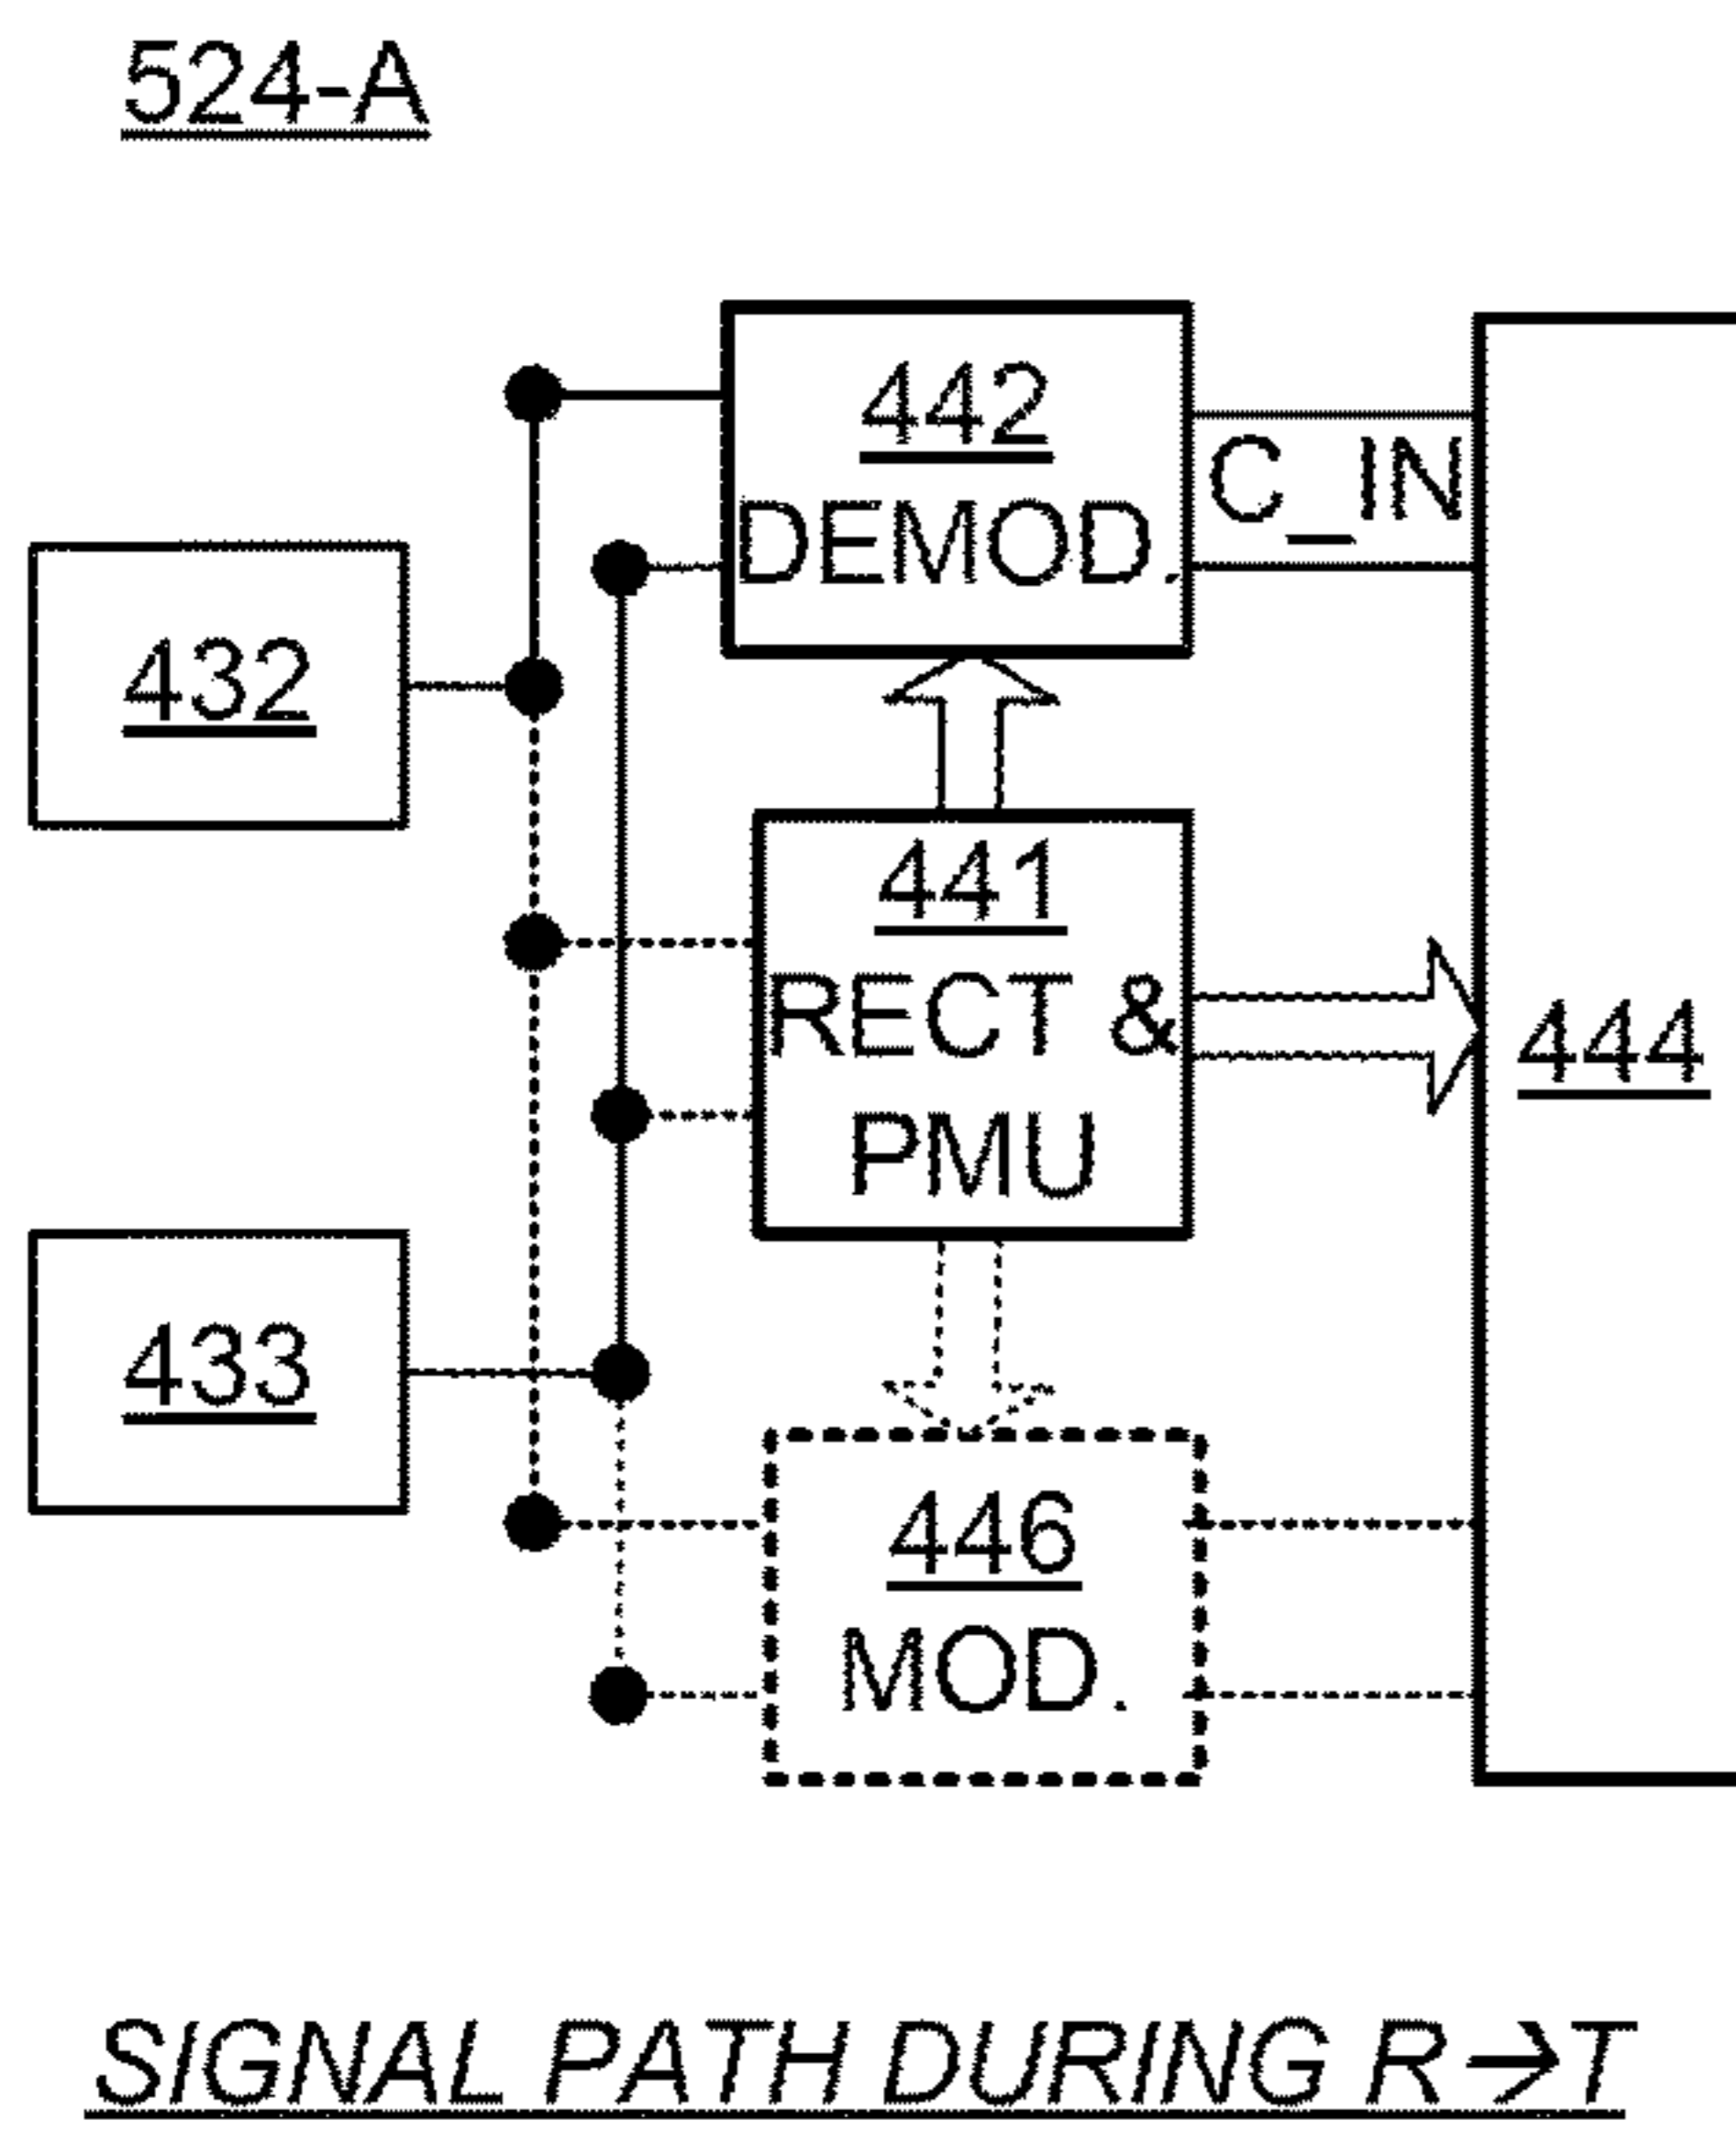 524-A
442
DEMOD.
C_IN
432
441
RECT &
PMU
444
433
446
MOD.
SIGNAL PATH DURING R→T